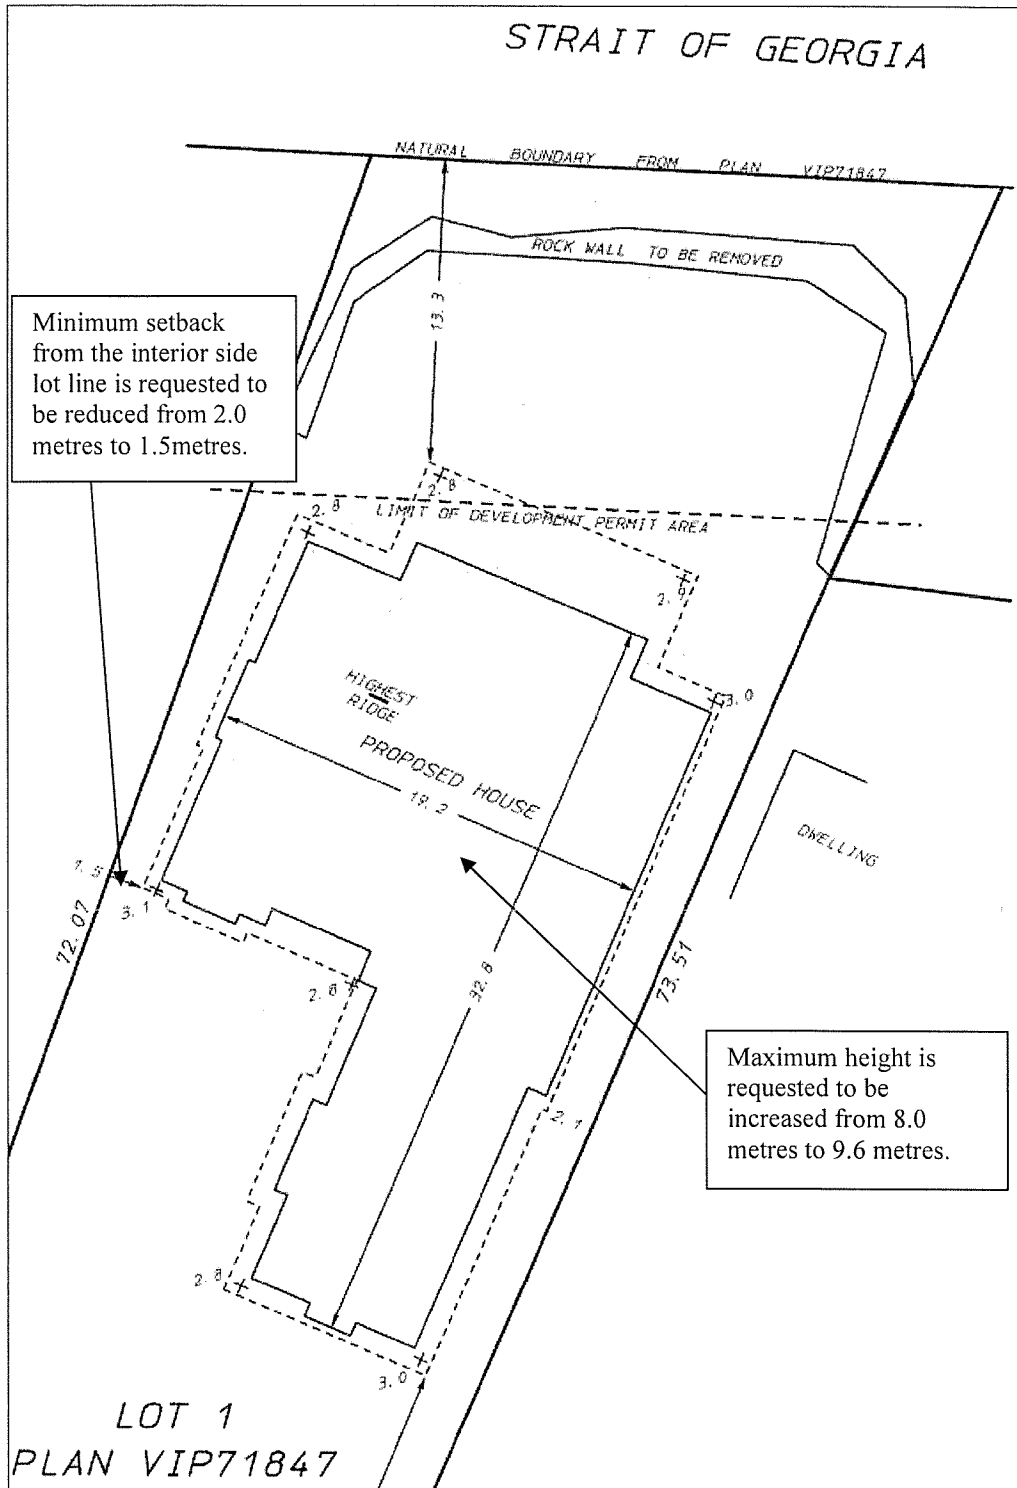 STRAIT OF GEORGIA
NATURAL BOUNDARY FROM PLAN VIP71847
ROCK WALL TO BE REMOVED
13.3
Minimum setback
from the interior side
lot line is requested to
be reduced from 2.0
metres to 1.5metres.
2.8
2.8
LIMIT OF DEVELOPMENT PERMIT AREA
2.9
3.0
HIGHEST
RIDGE
PROPOSED HOUSE
19.2
DWELLING
1.5
3.1
72.07
2.8
32.8
73.51
Maximum height is
requested to be
increased from 8.0
metres to 9.6 metres.
2.1
2.8
3.0
LOT 1
PLAN VIP71847